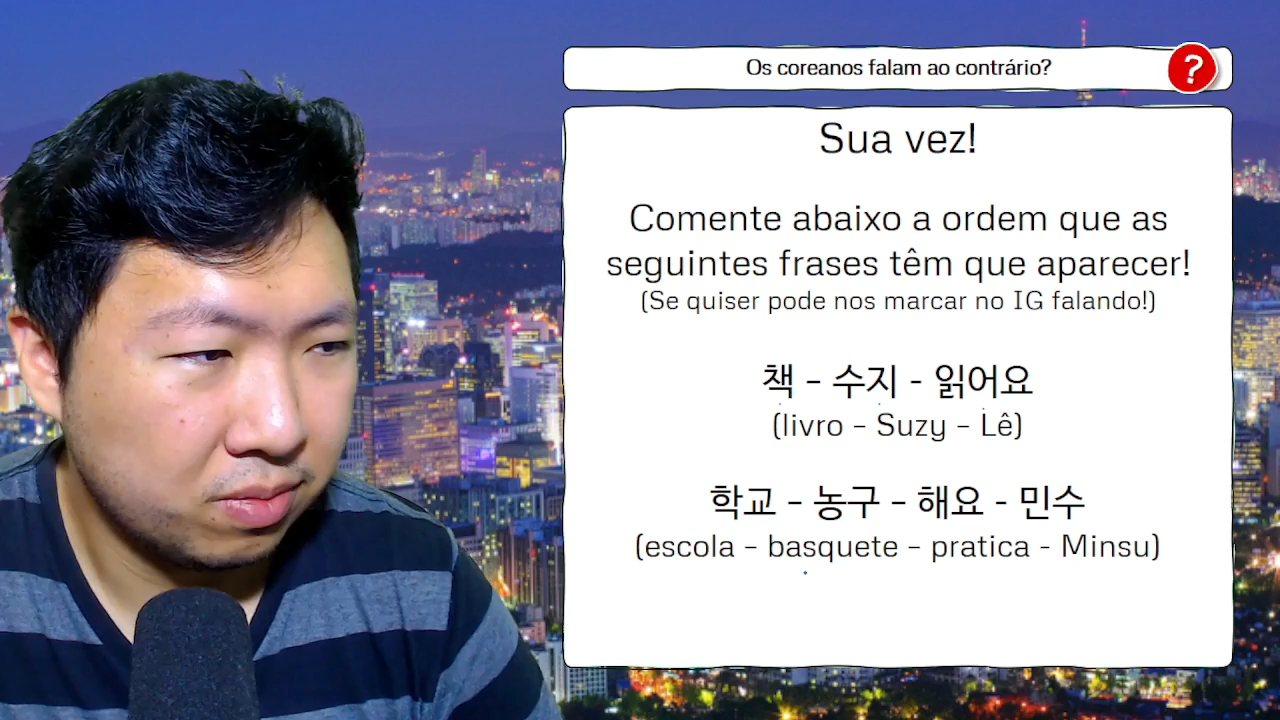 Os coreanos falam ao contrário?
?
Sua vez!
Comente abaixo a ordem que as
seguintes frases têm que aparecer!
(Se quiser pode nos marcar no IG falando!)
책 – 수지 - 읽어요
(livro – Suzy – Lê)
학교 – 농구 – 해요 - 민수
(escola – basquete – pratica - Minsu)